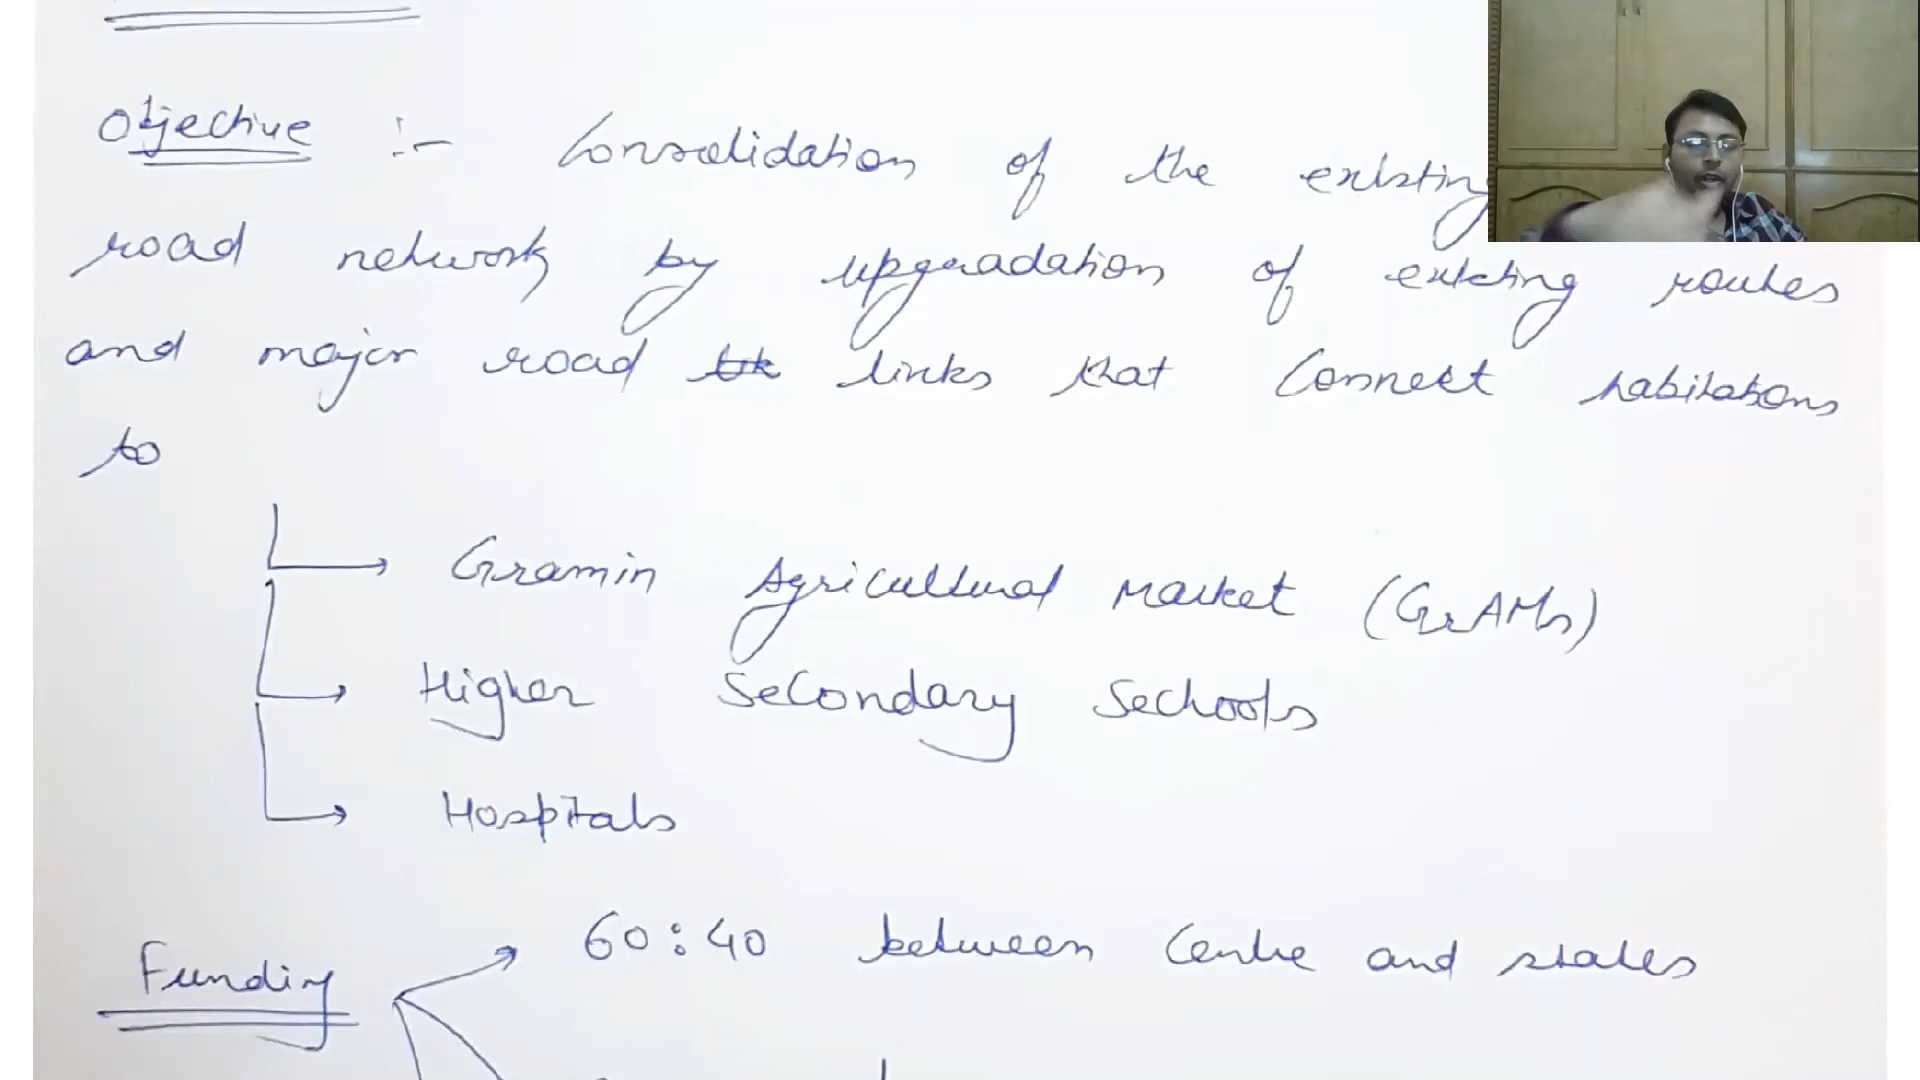 Objective :- Consolidation of the existing
road network by upgradation of existing routes
and major road links that Connect habitations
to
Gramin Agricultural Market (GrAMs)
Higher Secondary Sechools
Hospitals
Funding
60:40 between Centre and states